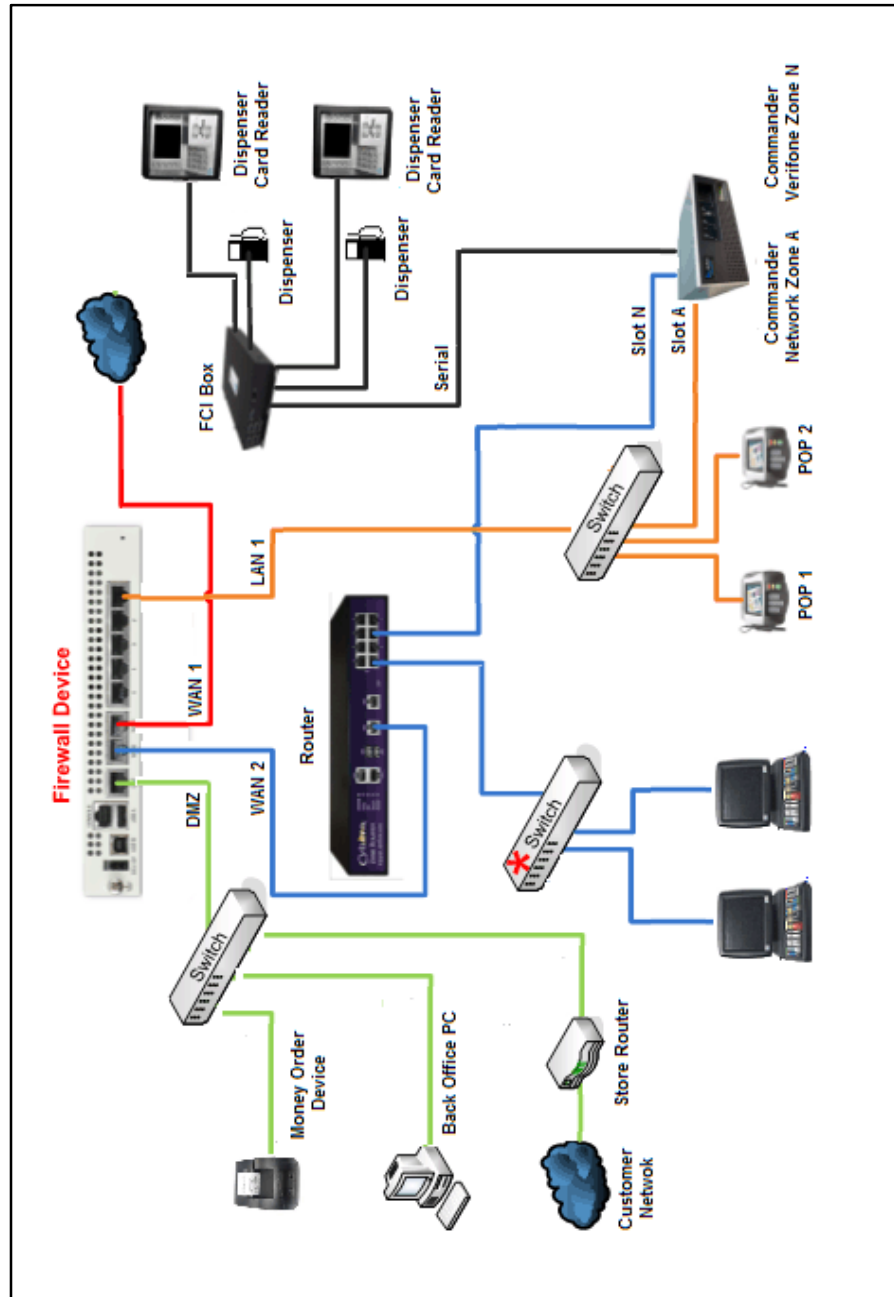 Firewall Device
DMZ
WAN 2
WAN 1
LAN 1
Switch
Money Order
Device
Back Office PC
Store Router
Customer
Netwok
Router
Switch
*
Switch
POP 1
POP 2
FCI Box
Serial
Dispenser
Card Reader
Dispenser
Dispenser
Card Reader
Dispenser
Slot N
Slot A
Commander
Network Zone A
Commander
Verifone Zone N